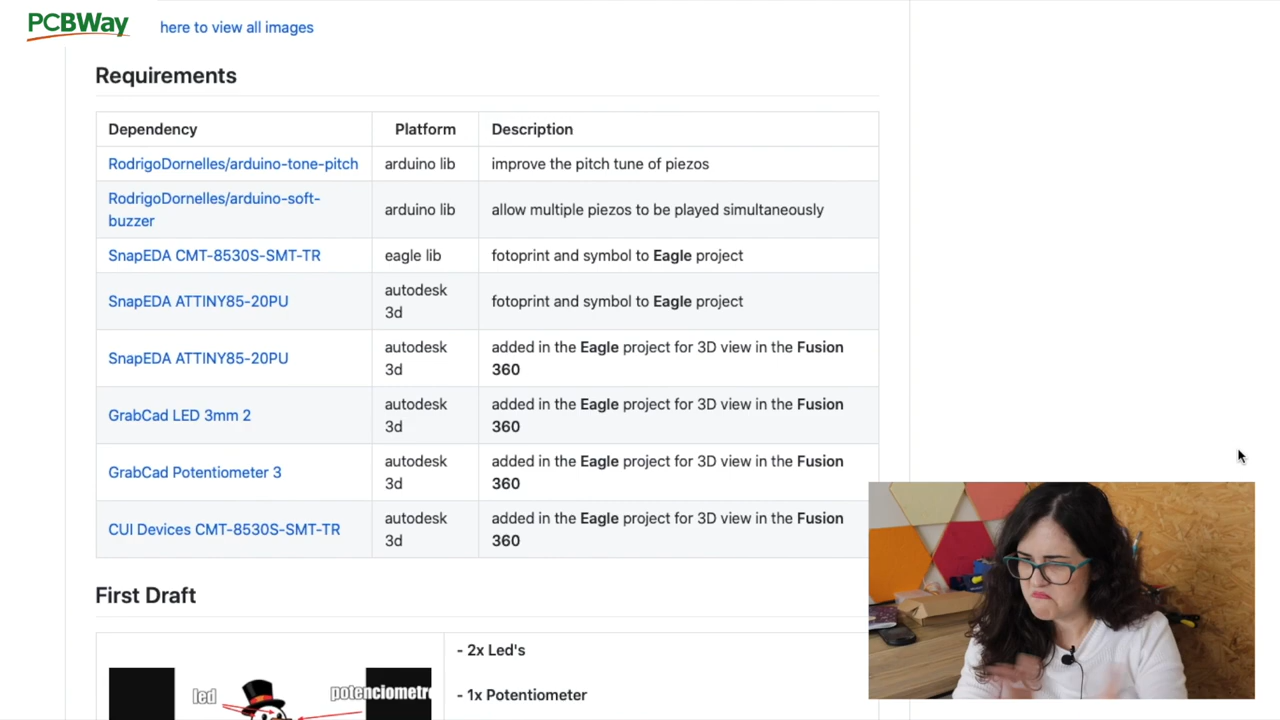 PCBWay
here to view all images
Requirements
Dependency Platform Description
RodrigoDornelles/arduino-tone-pitch arduino lib improve the pitch tune of piezos
RodrigoDornelles/arduino-soft-
buzzer arduino lib allow multiple piezos to be played simultaneously
SnapEDA CMT-8530S-SMT-TR eagle lib fotoprint and symbol to Eagle project
SnapEDA ATTINY85-20PU autodesk
3d fotoprint and symbol to Eagle project
SnapEDA ATTINY85-20PU autodesk
3d added in the Eagle project for 3D view in the Fusion
360
GrabCad LED 3mm 2 autodesk
3d added in the Eagle project for 3D view in the Fusion
360
GrabCad Potentiometer 3 autodesk
3d added in the Eagle project for 3D view in the Fusion
360
CUI Devices CMT-8530S-SMT-TR autodesk
3d added in the Eagle project for 3D view in the Fusion
360
First Draft
- 2x Led's
led potenciometr
- 1x Potentiometer